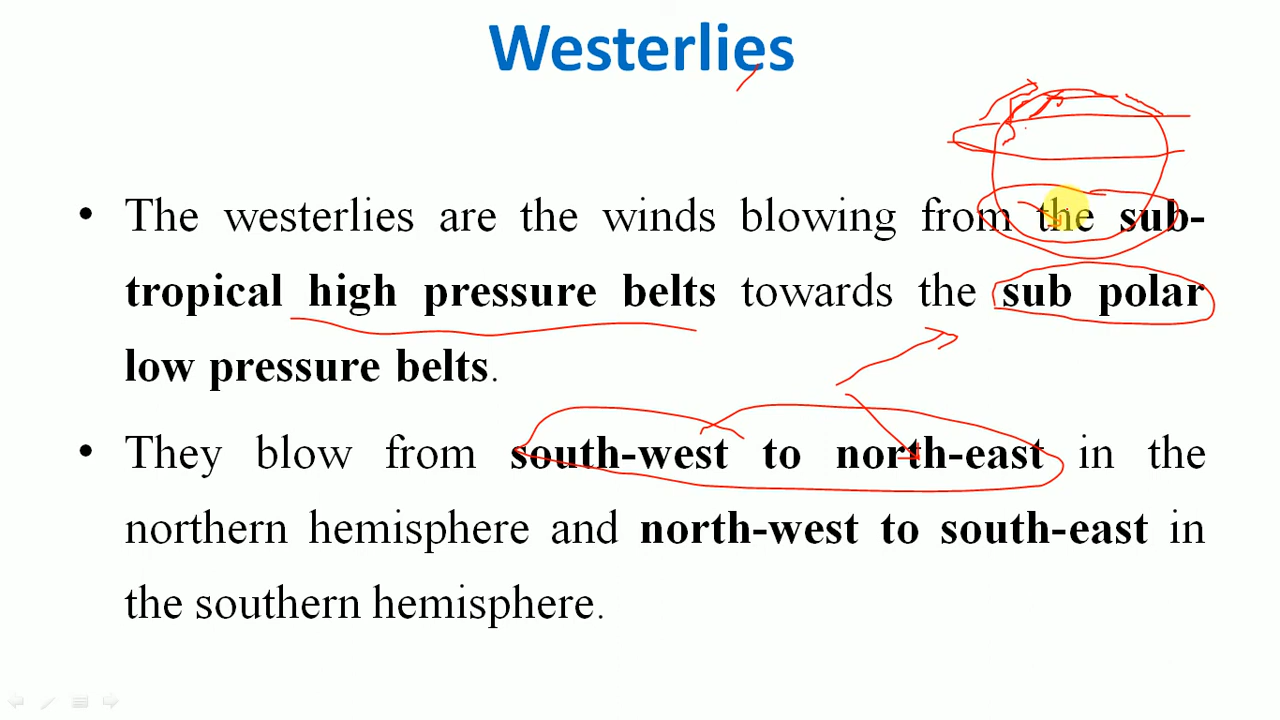 Westerlies
• The westerlies are the winds blowing from the sub-
tropical high pressure belts towards the sub polar
low pressure belts.
• They blow from south-west to north-east in the
northern hemisphere and north-west to south-east in
the southern hemisphere.